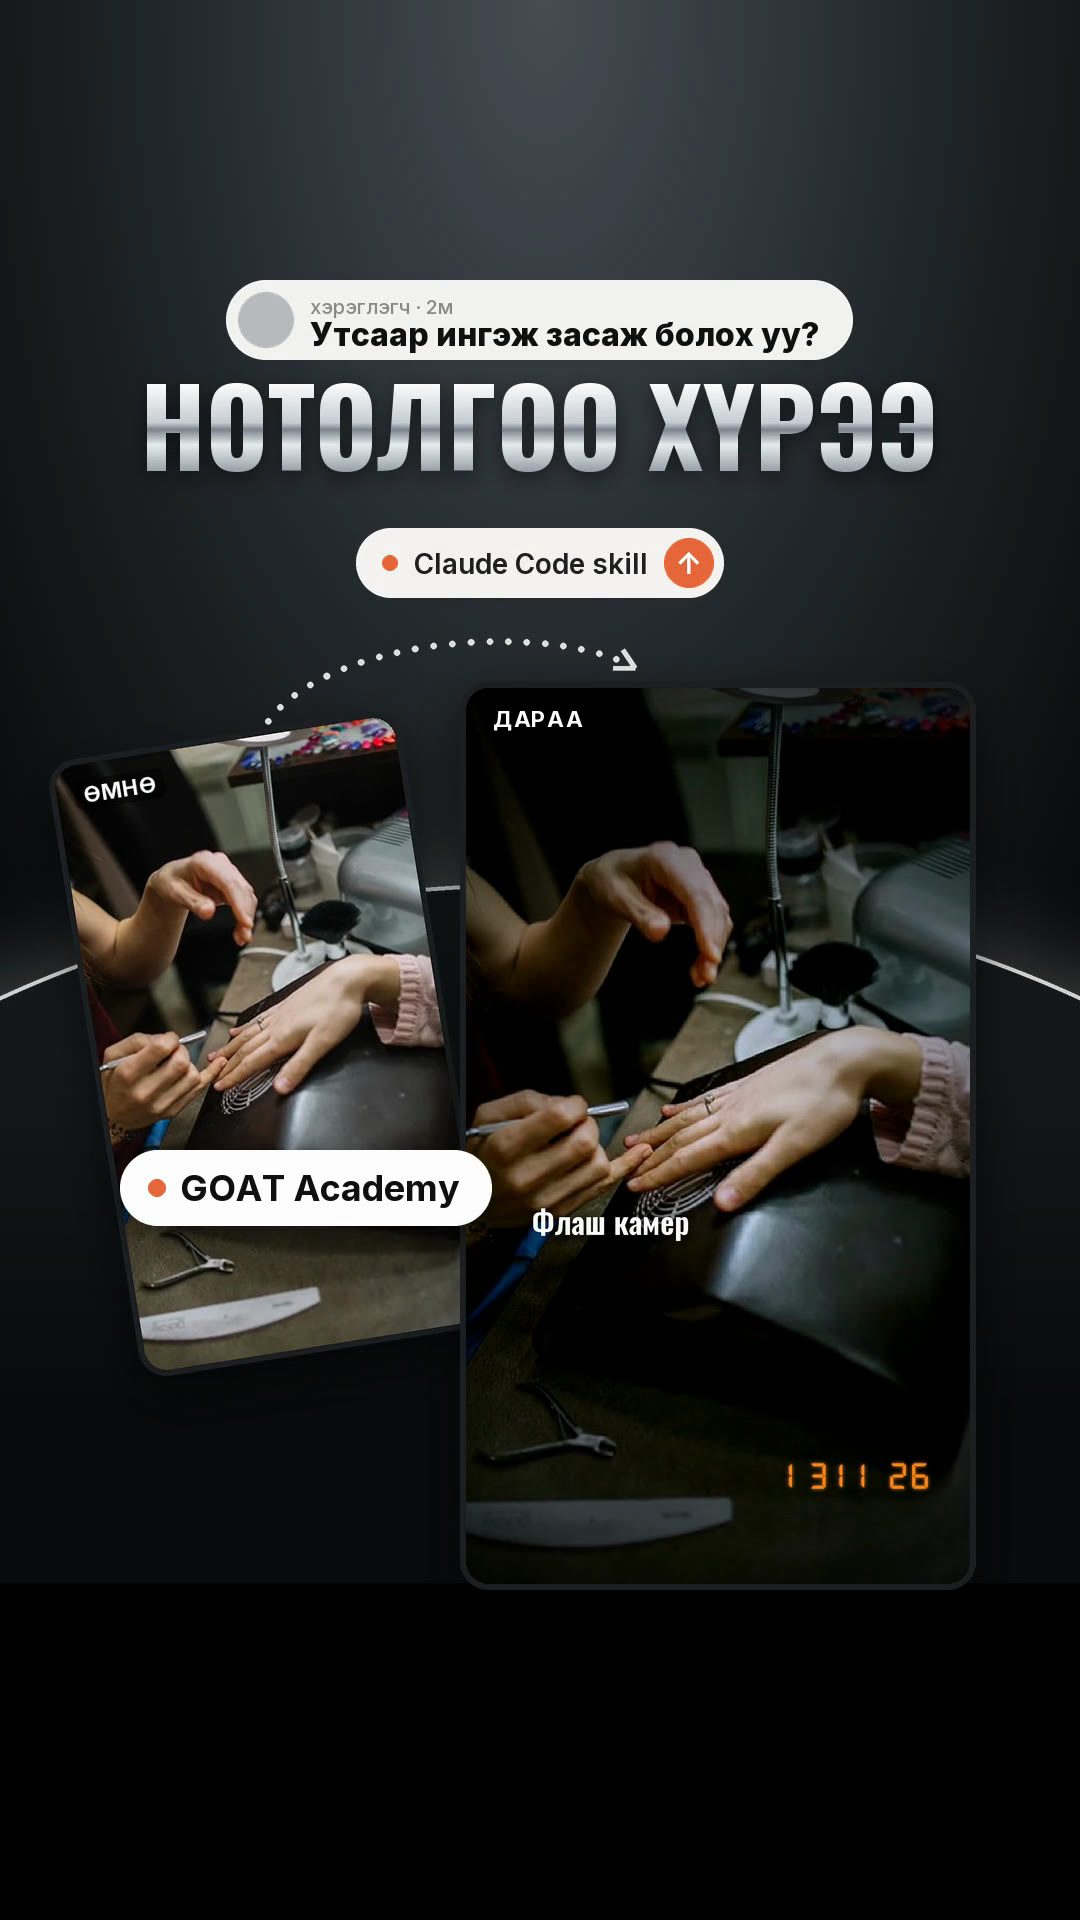 хэрэглэгч · 2м
Утсаар ингэж засаж болох уу?
НОТОЛГОО ХҮРЭЭ
Claude Code skill
ДАРАА
ӨМНӨ
GOAT Academy
Флаш камер
1 311 26